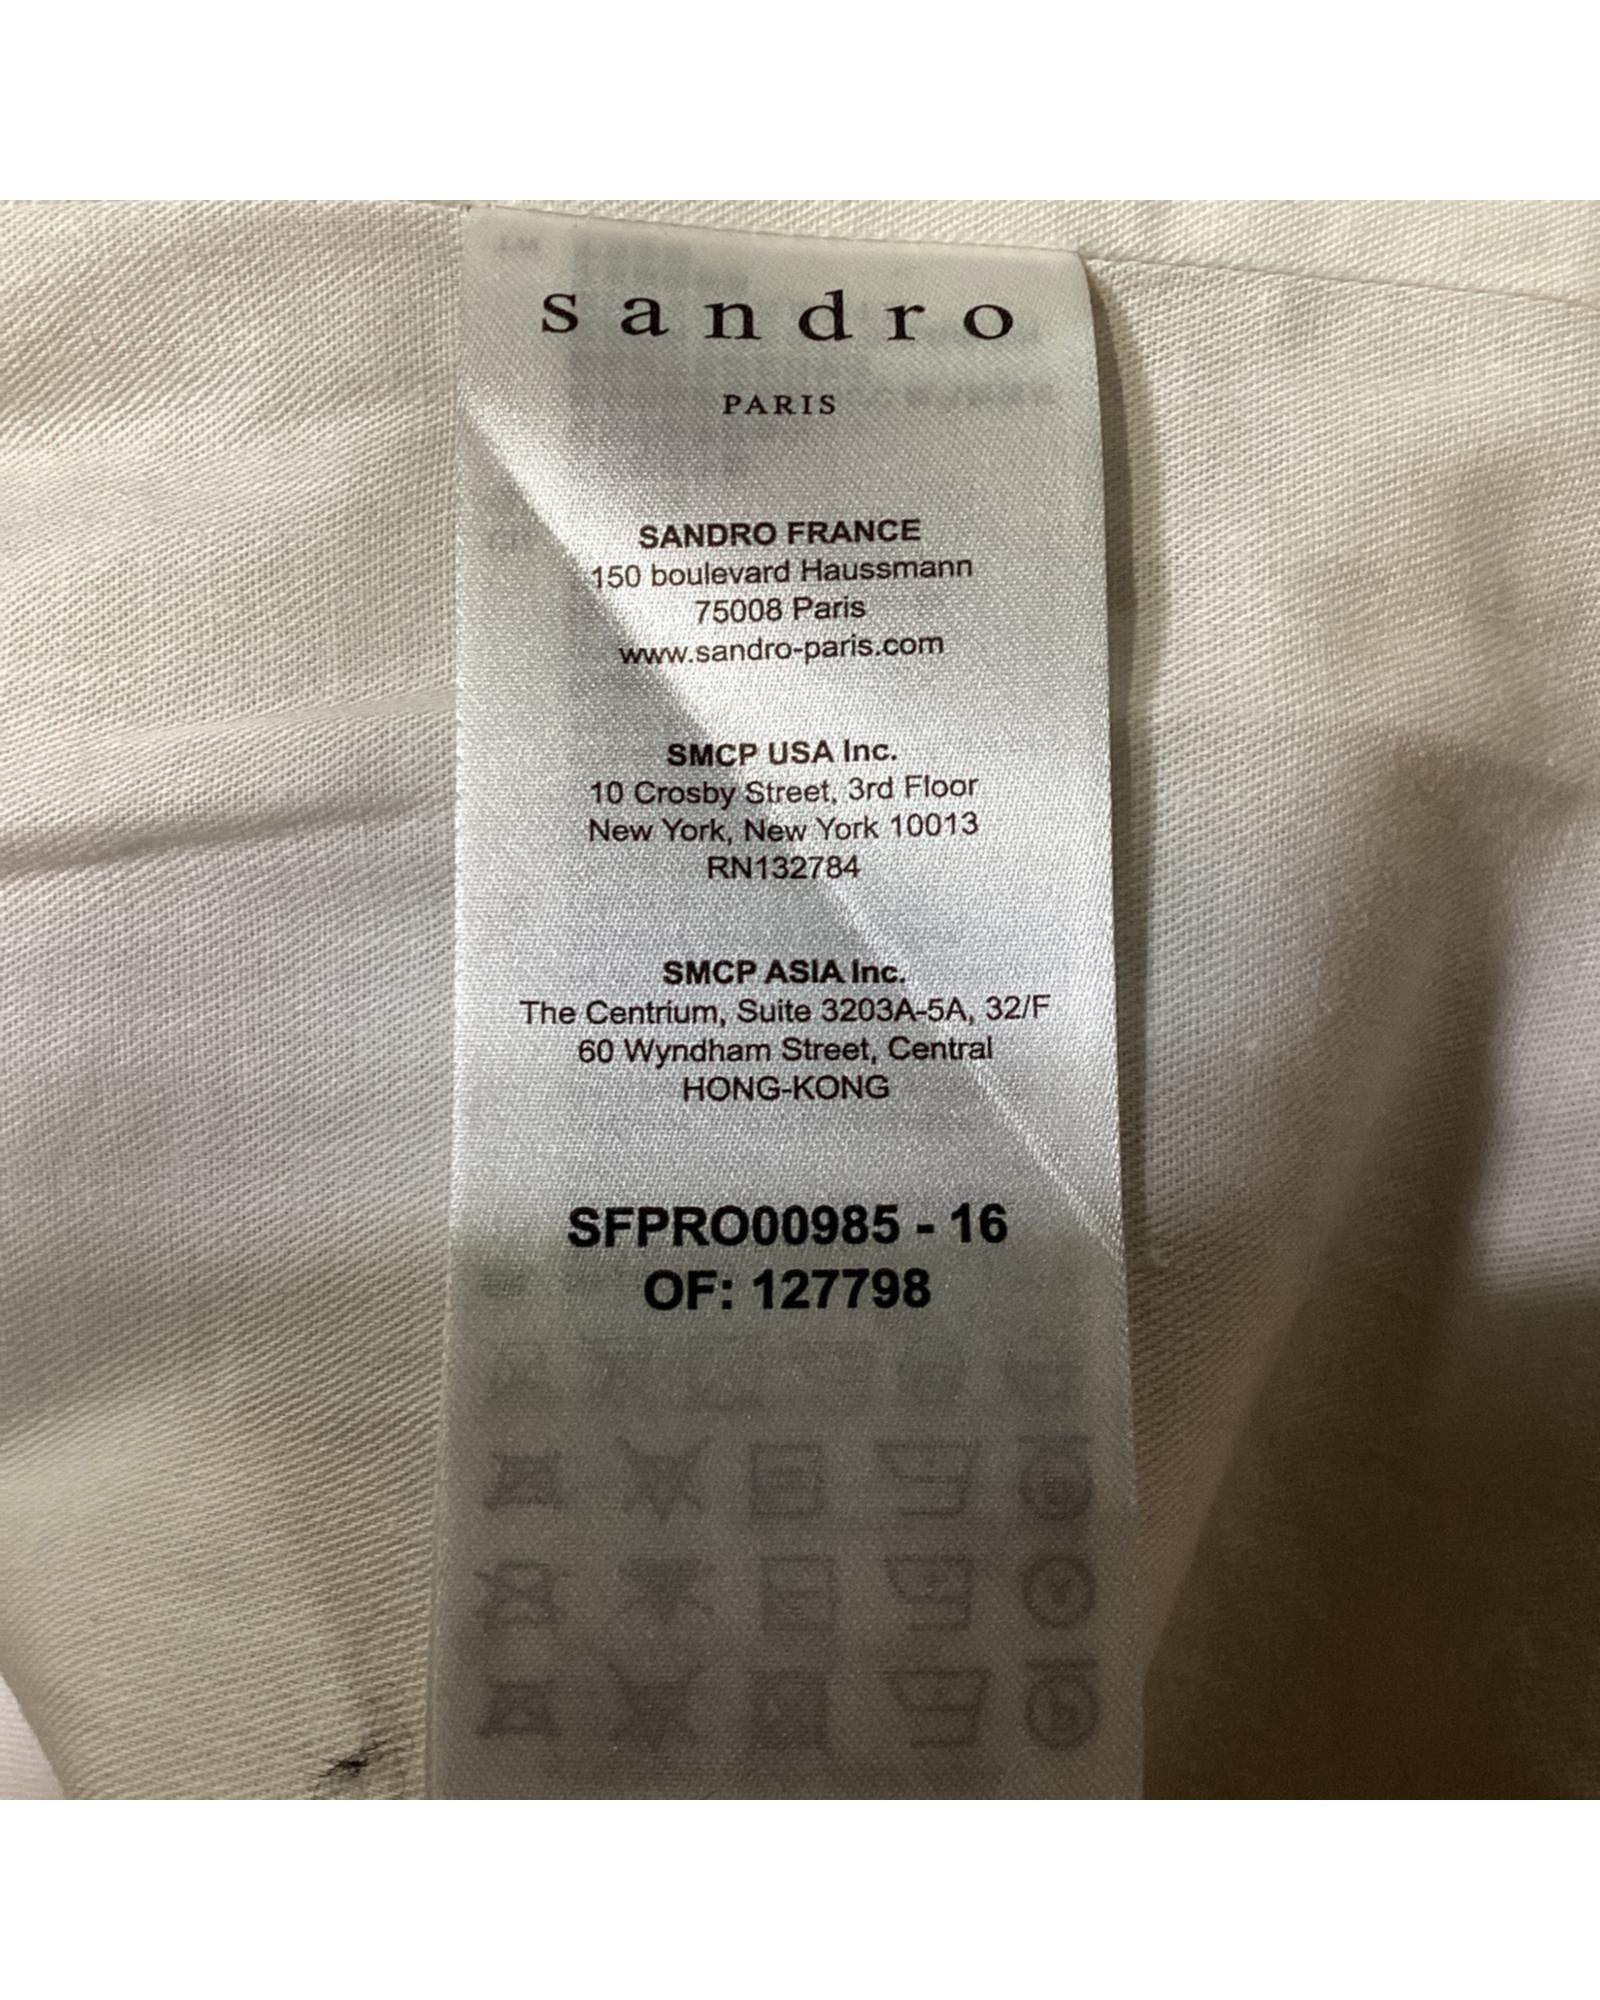 sandro
PARIS
SANDRO FRANCE
150 boulevard Haussmann
75008 Paris
www.sandro-paris.com
SMCP USA Inc.
10 Crosby Street, 3rd Floor
New York, New York 10013
RN132784
SMCP ASIA Inc.
The Centrium, Suite 3203A-5A, 32/F
60 Wyndham Street, Central
HONG-KONG
SFPRO00985 - 16
OF: 127798